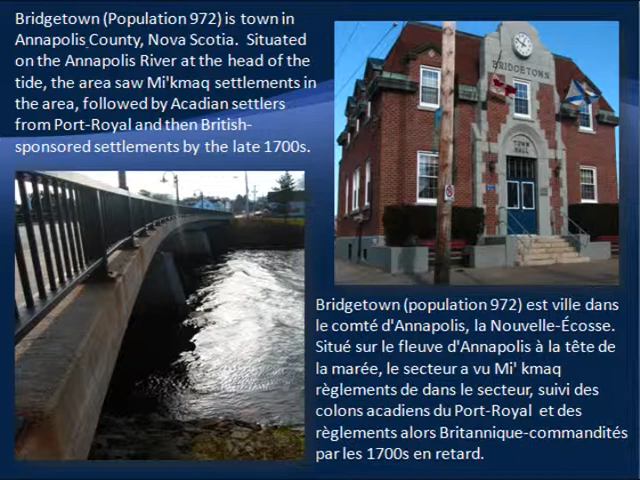 Bridgetown (Population 972) is town in
Annapolis County, Nova Scotia. Situated
on the Annapolis River at the head of the
tide, the area saw Mi'kmaq settlements in
the area, followed by Acadian settlers
from Port-Royal and then British-
sponsored settlements by the late 1700s.
BRIDGETOWN
TOWN
HALL
Bridgetown (population 972) est ville dans
le comté d'Annapolis, la Nouvelle-Écosse.
Situé sur le fleuve d'Annapolis à la tête de
la marée, le secteur a vu Mi' kmaq
règlements de dans le secteur, suivi des
colons acadiens du Port-Royal et des
règlements alors Britannique-commandités
par les 1700s en retard.